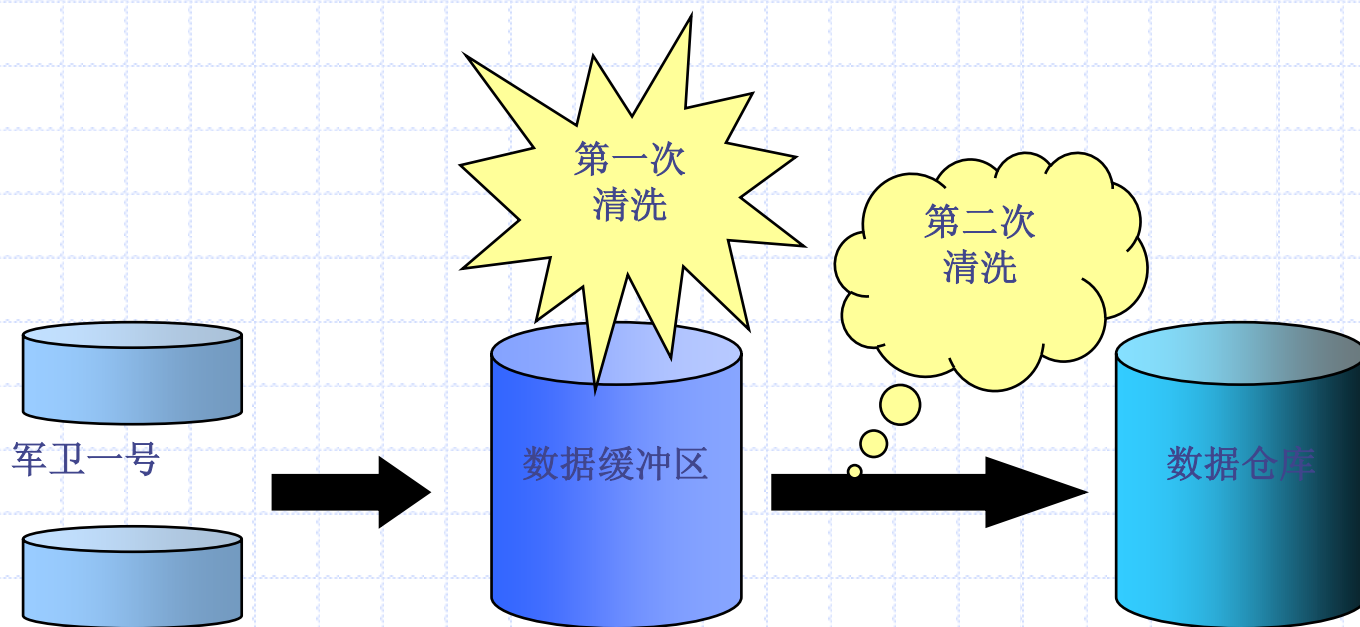 第一次
清洗
第二次
清洗
军卫一号
数据缓冲区
数据仓库